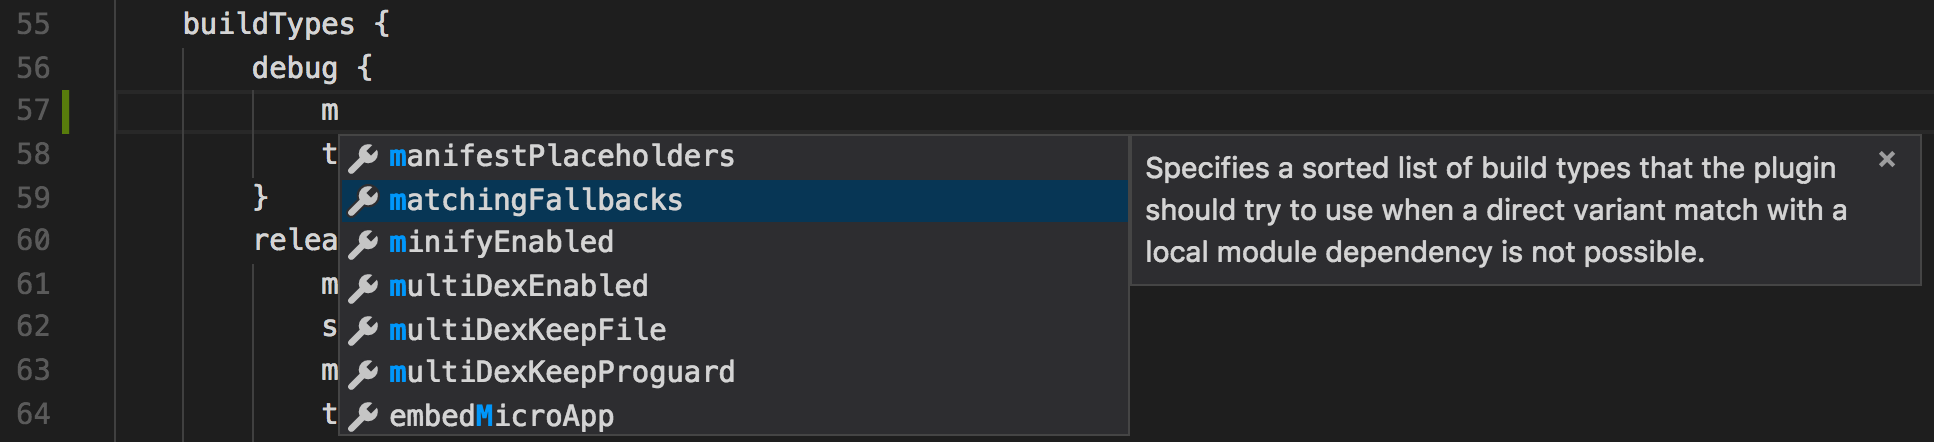 55 buildTypes {
56 debug {
57 m
58 t
59 }
60 relea
61 m
62 s
63 m
64 t
manifestPlaceholders
matchingFallbacks
minifyEnabled
multiDexEnabled
multiDexKeepFile
multiDexKeepProguard
embedMicroApp
Specifies a sorted list of build types that the plugin
should try to use when a direct variant match with a
local module dependency is not possible.